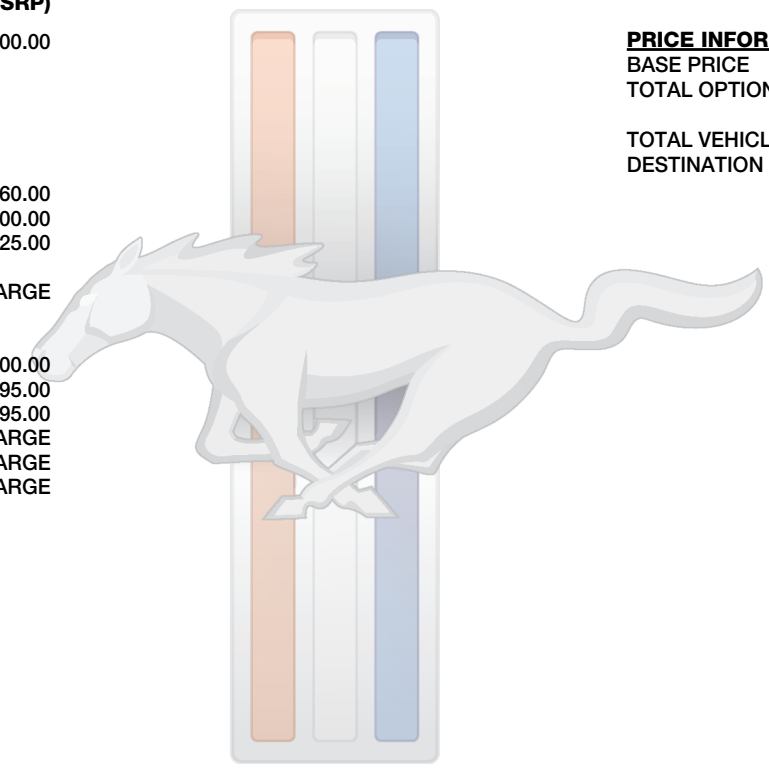 SRP)
00.00
60.00
00.00
25.00
ARGE
00.00
95.00
95.00
ARGE
ARGE
ARGE
PRICE INFOR
BASE PRICE
TOTAL OPTION
TOTAL VEHICL
DESTINATION